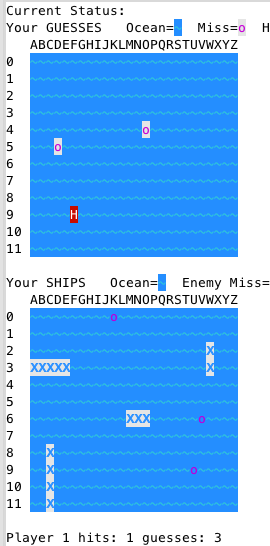 Current Status:
Your GUESSES   Ocean=~  Miss=o  H
ABCDEFGHIJKLMNOPQRSTUVWXYZ
0
1
2
3
4 o
5 o
6
7
8
9 H
10
11
Your SHIPS   Ocean=~  Enemy Miss=
ABCDEFGHIJKLMNOPQRSTUVWXYZ
0 o
1
2 X
3 XXXXX X
4
5
6 XXX o
7
8 X
9 X o
10 X
11 X
Player 1 hits: 1 guesses: 3